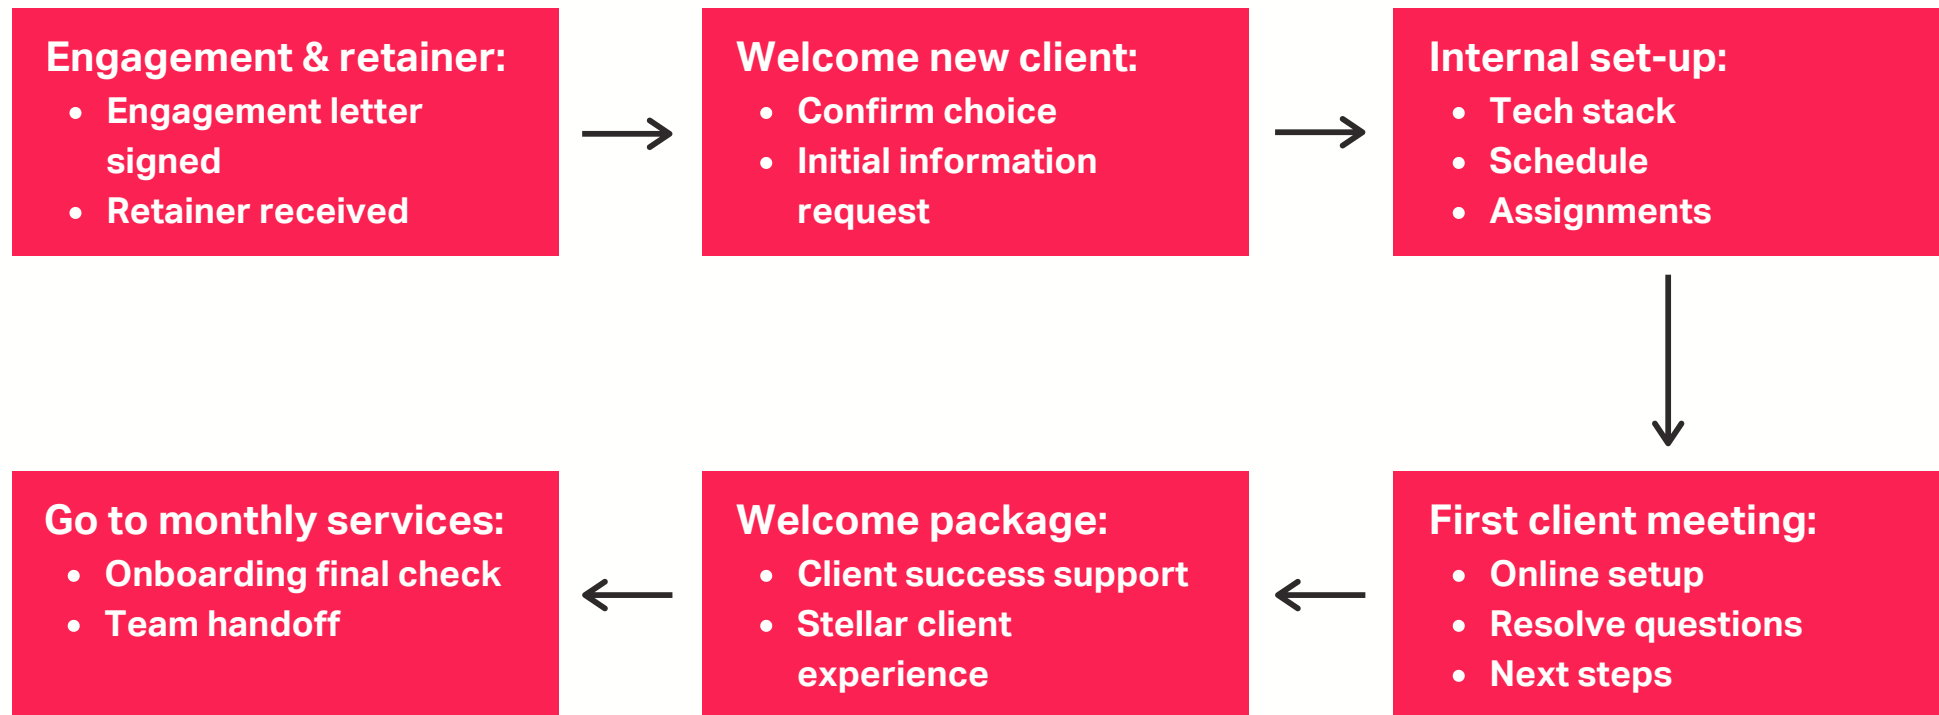 Engagement & retainer:
• Engagement letter
signed
• Retainer received
Welcome new client:
• Confirm choice
• Initial information
request
Internal set-up:
• Tech stack
• Schedule
• Assignments
First client meeting:
• Online setup
• Resolve questions
• Next steps
Welcome package:
• Client success support
• Stellar client
experience
Go to monthly services:
• Onboarding final check
• Team handoff